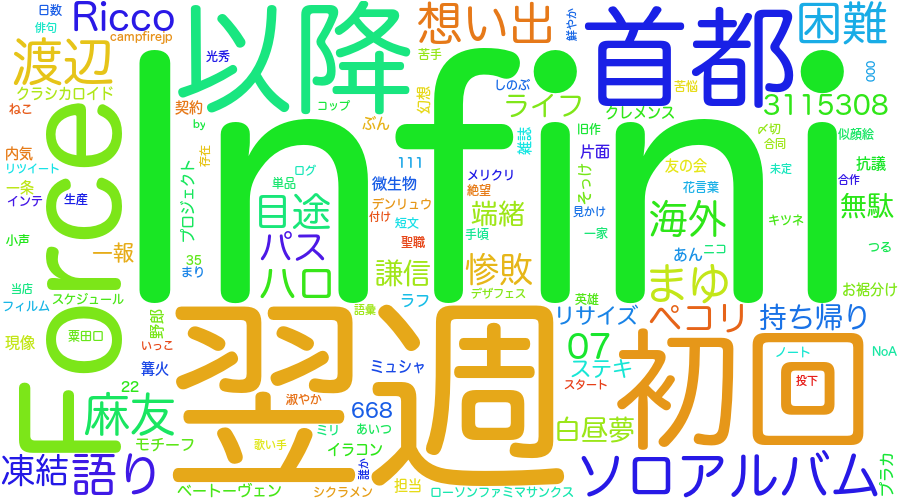 日数
俳句
Ricco
campfirejp
以降
想い出
鮮やか
首都
困難
渡辺
光秀
苦手
000
クラシカロイド
しのぶ
苦悩
ねこ
契約
コップ
幻想
ライフ
クレメンス
3115308
by
ぶん
旧作
〆切
似顔絵
Infini
Force
内気
存在
111
雑誌
片面
合同
リツイート
ログ
メリクリ
友の会
未定
抗議
一条
単品
微生物
絶望
そっけ
花言葉
合作
インテ
生産
プロジェクト
目途
デンリュウ
端緒
見かけ
海外
無駄
付け
短文
キツネ
小声
パス
聖職
手頃
一家
つる
一報
35
まり
ハロ
謙信
惨敗
あん
ニコ
当店
デザフェス
まゆ
お裾分け
フィルム
スケジュール
ラフ
英雄
語彙
翌週
初回
リサイズ
ペコリ
持ち帰り
野郎
粟田口
現像
いっこ
07
ノート
NoA
篝火
ミュシャ
ステキ
スタート
投下
22
麻友
淑やか
668
モチーフ
ミリ
あいつ
白昼夢
歌い手
イラコン
凍結
語り
誰か
ソロアルバム
プラカ
ベートーヴェン
シクラメン
担当
ローソンファミマサンクス